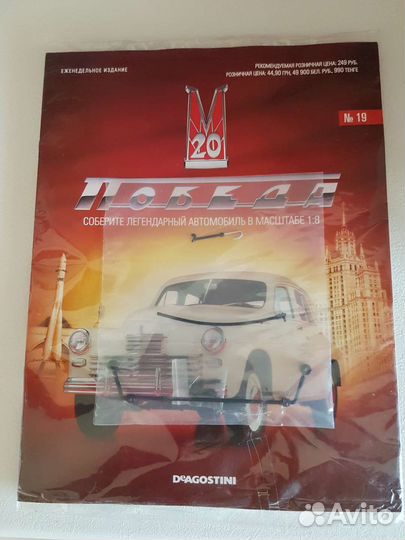 ЕЖЕНЕДЕЛЬНОЕ ИЗДАНИЕ
РЕКОМЕНДУЕМАЯ РОЗНИЧНАЯ ЦЕНА: 249 РУБ.
РОЗНИЧНАЯ ЦЕНА: 44,90 ГРН, 49 900 БЕЛ. РУБ., 990 ТЕНГЕ
№ 19
М
20
ПОБЕДА
СОБЕРИТЕ ЛЕГЕНДАРНЫЙ АВТОМОБИЛЬ В МАСШТАБЕ 1:8
DeAGOSTINI
Avito